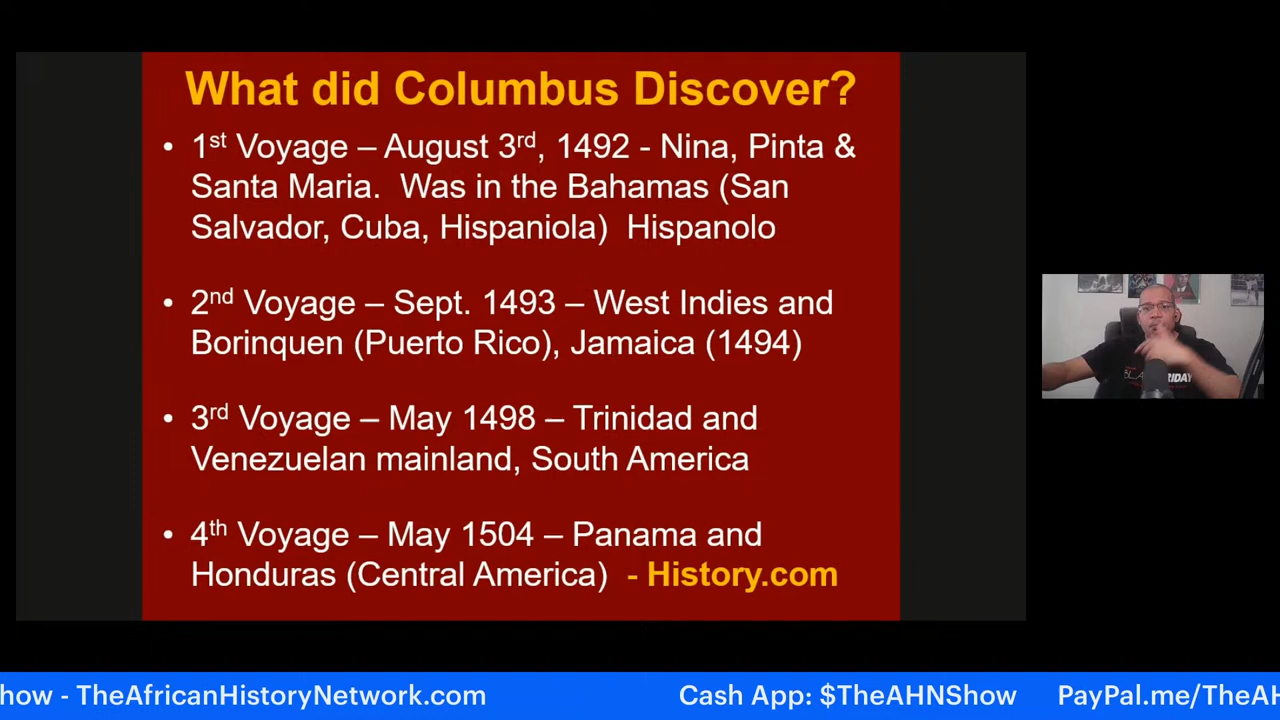 What did Columbus Discover?
• 1st Voyage – August 3rd, 1492 - Nina, Pinta &
Santa Maria.  Was in the Bahamas (San
Salvador, Cuba, Hispaniola)  Hispanolo
• 2nd Voyage – Sept. 1493 – West Indies and
Borinquen (Puerto Rico), Jamaica (1494)
• 3rd Voyage – May 1498 – Trinidad and
Venezuelan mainland, South America
• 4th Voyage – May 1504 – Panama and
Honduras (Central America)  - History.com
how - TheAfricanHistoryNetwork.com Cash App: $TheAHNShow PayPal.me/TheAH